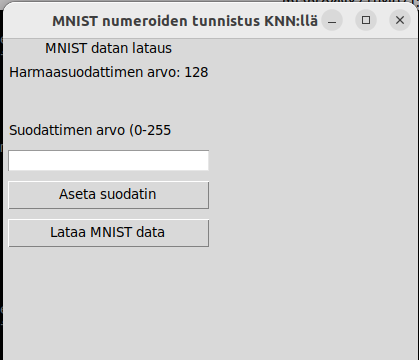 MNIST numeroiden tunnistus KNN:llä
MNIST datan lataus
Harmaasuodattimen arvo: 128
Suodattimen arvo (0-255
Aseta suodatin
Lataa MNIST data